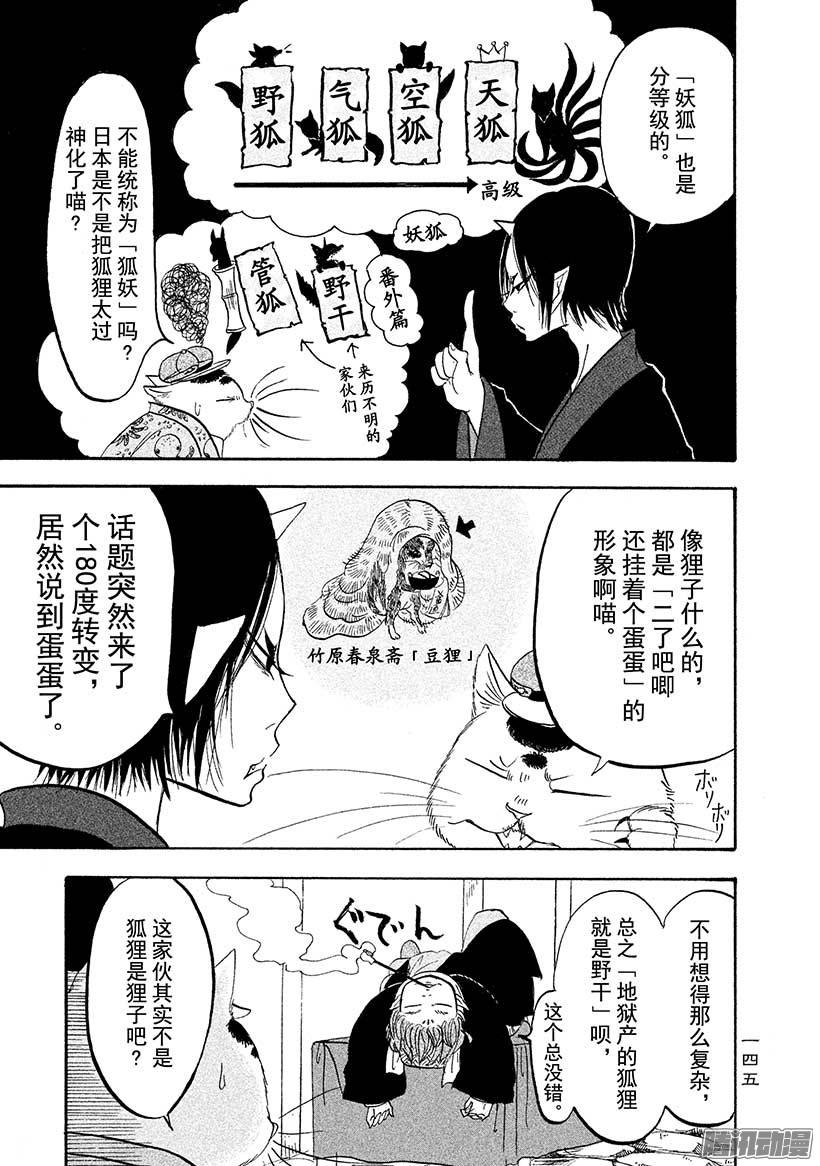 「妖狐」也是
分等级的。
天狐
空狐
气狐
野狐
高级
妖狐
番外篇
野干
管狐
来历不明的
家伙们
不能统称为「狐妖」吗？
日本是不是把狐狸太过
神化了喵？
像狸子什么的，
都是「二了吧唧
还挂着个蛋蛋」的
形象啊喵。
ボリボリ
竹原春泉斋「豆狸」
话题突然来了
个180度转变，
居然说到蛋蛋了。
不用想得那么复杂，
总之「地狱产的狐狸
就是野干」呗，
这个总没错。
ぐでん
这家伙其实不是
狐狸是狸子吧？
一四五
腾讯动漫